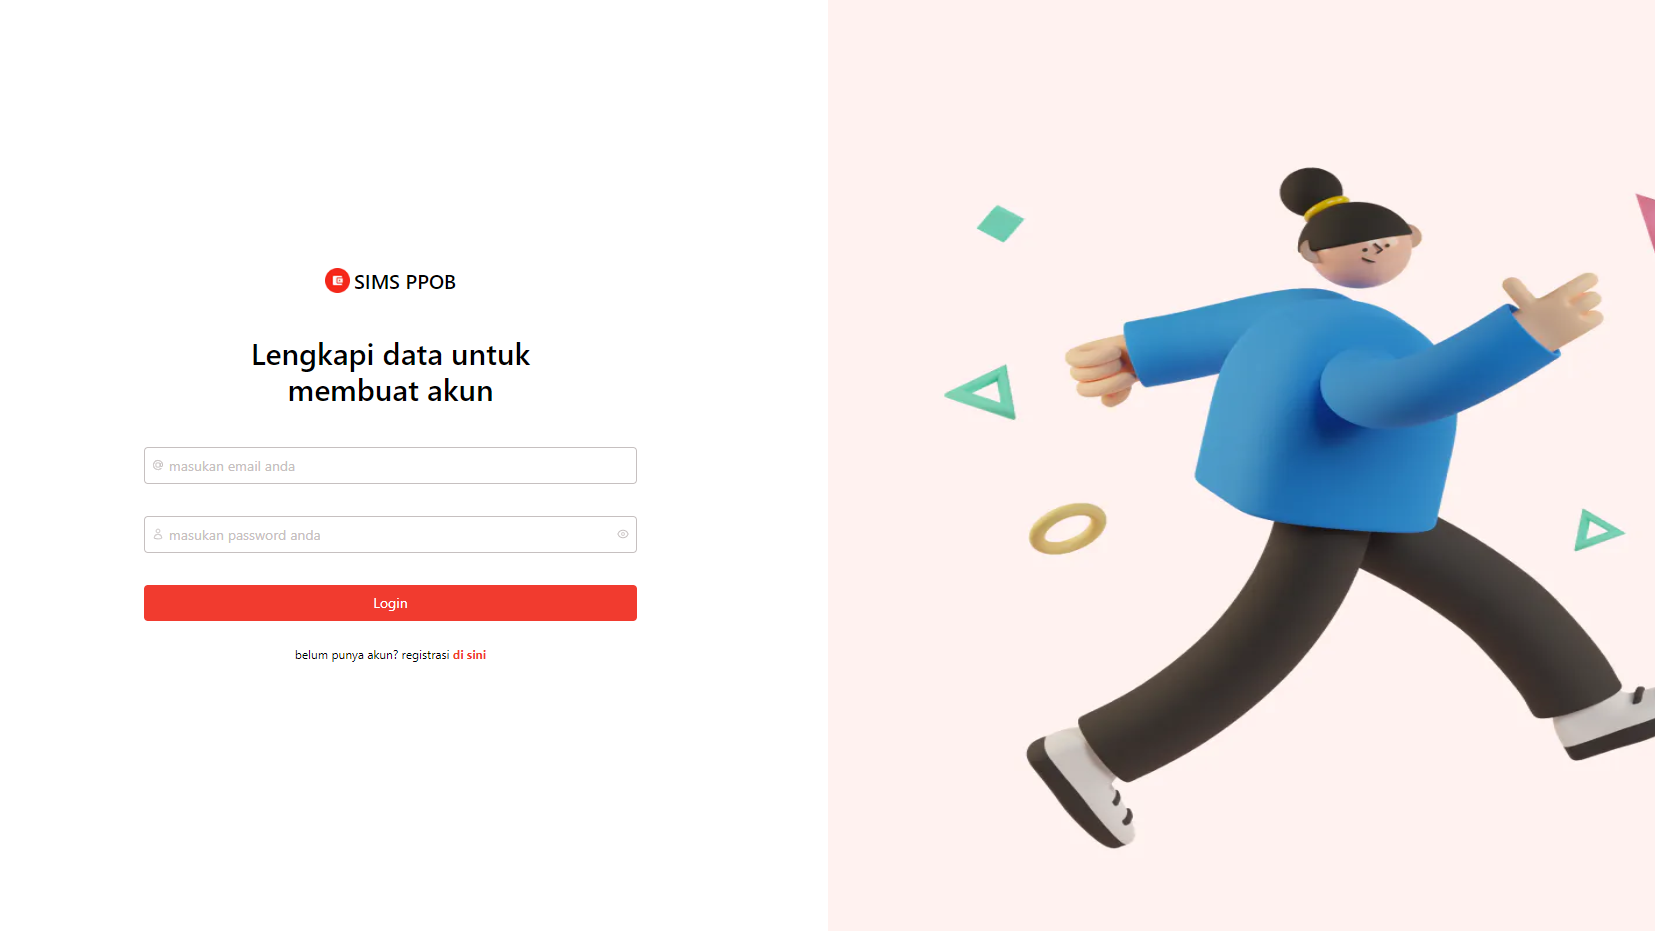 SIMS PPOB
Lengkapi data untuk
membuat akun
@ masukan email anda
masukan password anda
Login
belum punya akun? registrasi di sini